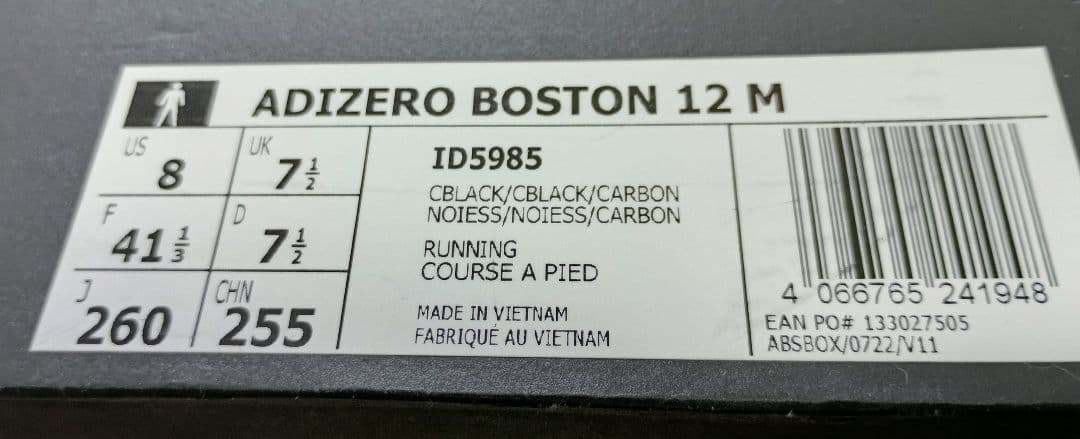 ADIZERO BOSTON 12 M
US 8 UK 7½
F 41⅓ D 7½
J 260 CHN 255
ID5985
CBLACK/CBLACK/CARBON
NOIESS/NOIESS/CARBON
RUNNING
COURSE A PIED
MADE IN VIETNAM
FABRIQUÉ AU VIETNAM
4 066765 241948
EAN PO# 133027505
ABSBOX/0722/V11